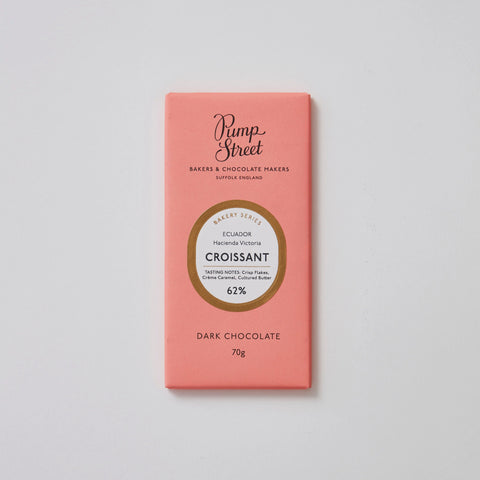 Pump
Street
BAKERS & CHOCOLATE MAKERS
SUFFOLK ENGLAND
BAKERY SERIES
ECUADOR
Hacienda Victoria
CROISSANT
TASTING NOTES: Crisp Flakes,
Crème Caramel, Cultured Butter
62%
DARK CHOCOLATE
70g